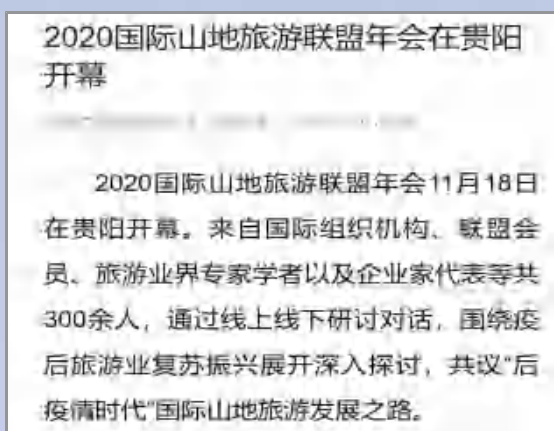 2020国际山地旅游联盟年会在贵阳
开幕
2020国际山地旅游联盟年会11月18日
在贵阳开幕。来自国际组织机构、联盟会
员、旅游业界专家学者以及企业家代表等共
300余人，通过线上线下研讨对话，围绕疫
后旅游业复苏振兴展开深入探讨，共议“后
疫情时代”国际山地旅游发展之路。